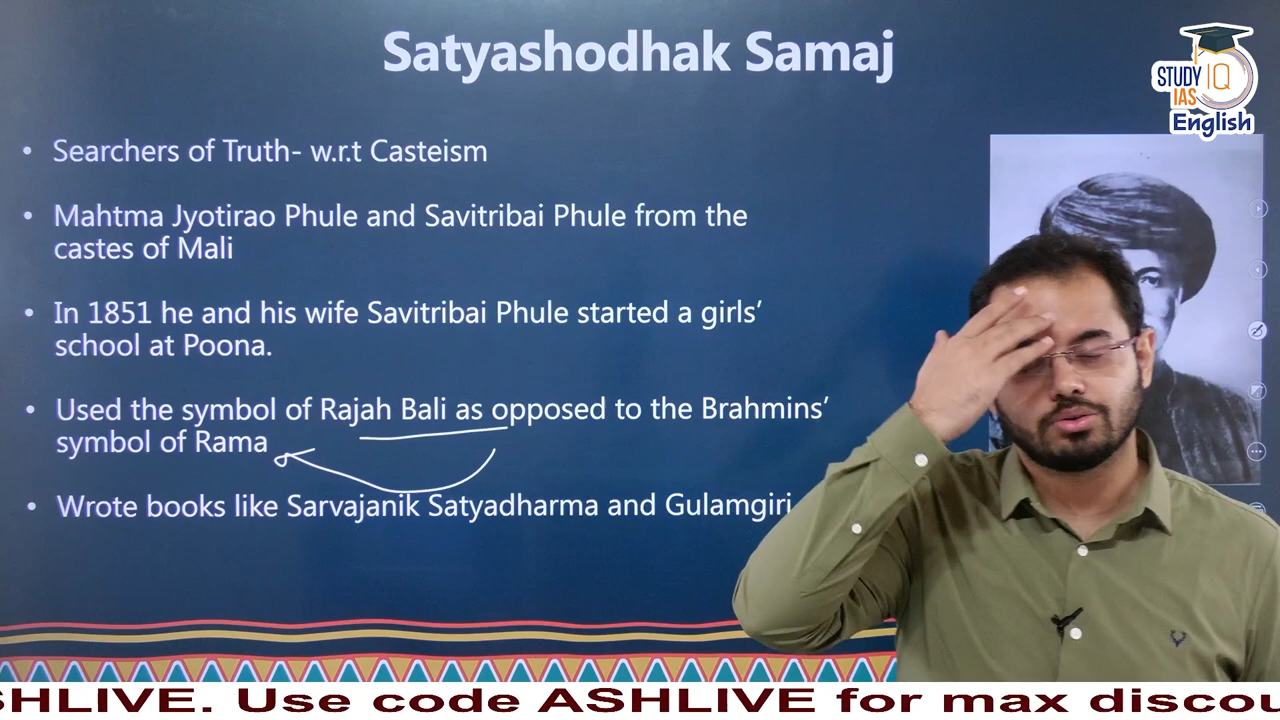 Satyashodhak Samaj
STUDY IQ
IAS
English
• Searchers of Truth- w.r.t Casteism
• Mahtma Jyotirao Phule and Savitribai Phule from the
castes of Mali
• In 1851 he and his wife Savitribai Phule started a girls’
school at Poona.
• Used the symbol of Rajah Bali as opposed to the Brahmins’
symbol of Rama
• Wrote books like Sarvajanik Satyadharma and Gulamgiri
SHLIVE. Use code ASHLIVE for max discou